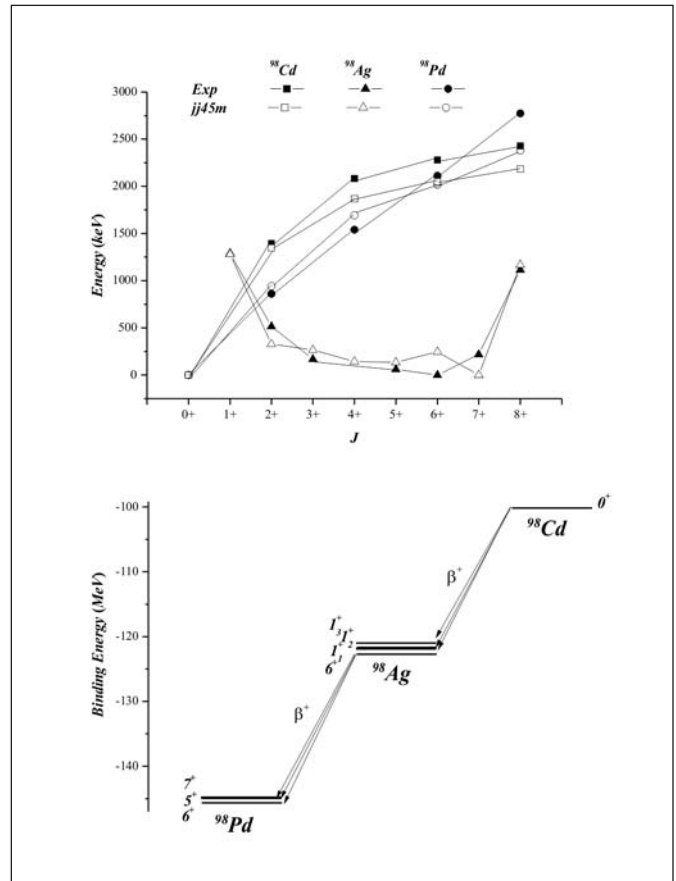 98Cd 98Ag 98Pd
Exp
jj45m
3000
2500
2000
1500
1000
500
0
Energy (keV)
0+ 1+ 2+ 3+ 4+ 5+ 6+ 7+ 8+
J
-100
-110
-120
-130
-140
Binding Energy (MeV)
0+
98Cd
β+
1+3 1+2
1+1
6+
98Ag
β+
7+
5+
6+
98Pd